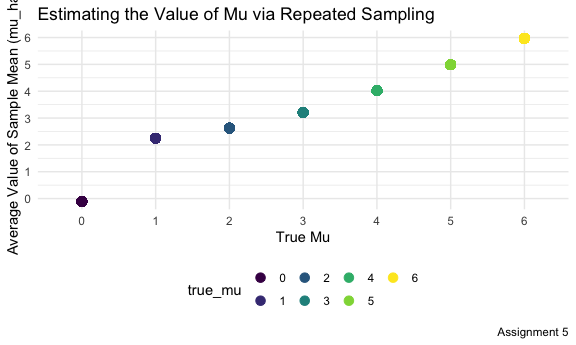 Estimating the Value of Mu via Repeated Sampling
Average Value of Sample Mean
6
5
4
3
2
1
0
0 1 2 3 4 5 6
True Mu
true_mu
0 2 4 6
1 3 5
Assignment 5